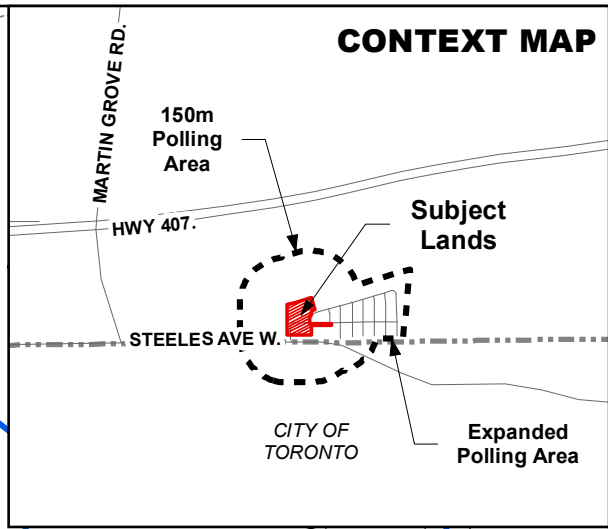 CONTEXT MAP
MARTIN GROVE RD.
150m
Polling
Area
Subject
Lands
HWY 407.
STEELES AVE W.
CITY OF
TORONTO
Expanded
Polling Area